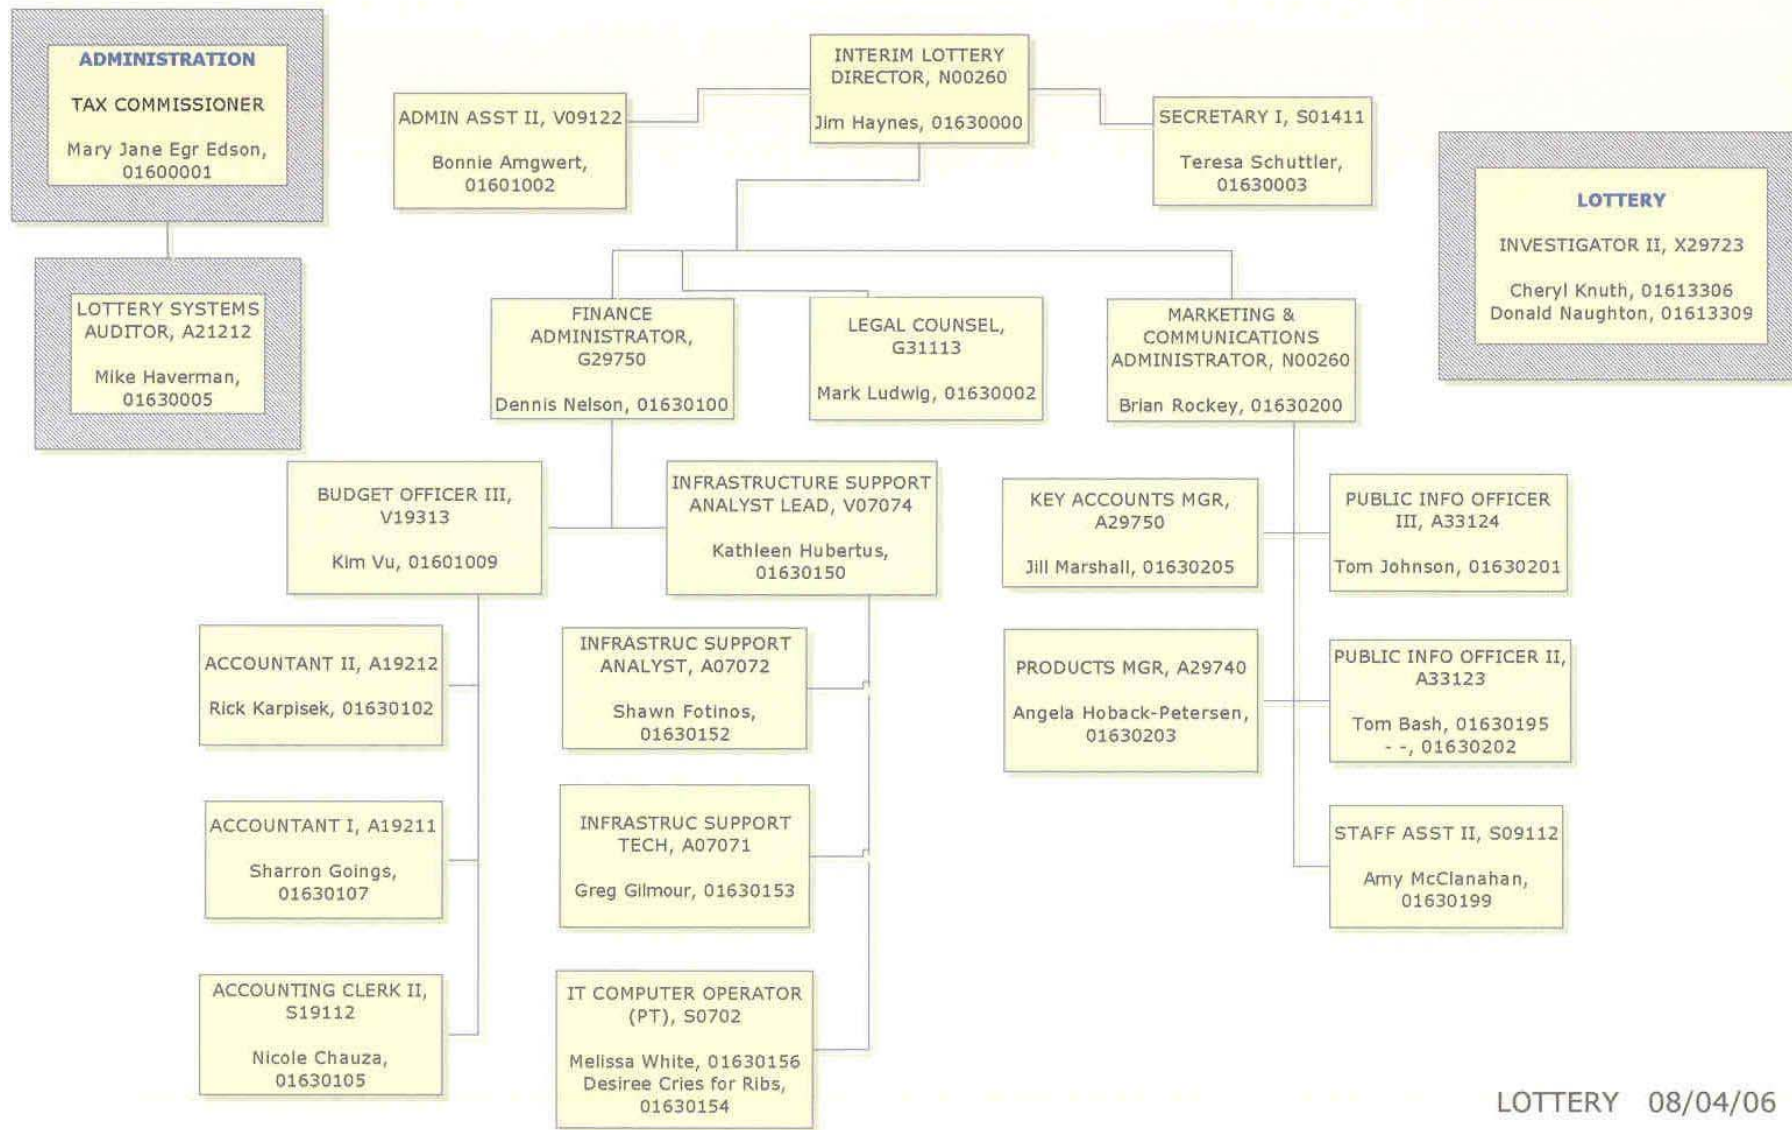 ADMINISTRATION
TAX COMMISSIONER
Mary Jane Egr Edson,
01600001
LOTTERY SYSTEMS
AUDITOR, A21212
Mike Haverman,
01630005
ADMIN ASST II, V09122
Bonnie Amgwert,
01601002
INTERIM LOTTERY
DIRECTOR, N00260
Jim Haynes, 01630000
SECRETARY I, S01411
Teresa Schuttler,
01630003
LOTTERY
INVESTIGATOR II, X29723
Cheryl Knuth, 01613306
Donald Naughton, 01613309
FINANCE
ADMINISTRATOR,
G29750
Dennis Nelson, 01630100
LEGAL COUNSEL,
G31113
Mark Ludwig, 01630002
MARKETING &
COMMUNICATIONS
ADMINISTRATOR, N00260
Brian Rockey, 01630200
BUDGET OFFICER III,
V19313
Kim Vu, 01601009
INFRASTRUCTURE SUPPORT
ANALYST LEAD, V07074
Kathleen Hubertus,
01630150
KEY ACCOUNTS MGR,
A29750
Jill Marshall, 01630205
PUBLIC INFO OFFICER
III, A33124
Tom Johnson, 01630201
ACCOUNTANT II, A19212
Rick Karpisek, 01630102
INFRASTRUC SUPPORT
ANALYST, A07072
Shawn Fotinos,
01630152
PRODUCTS MGR, A29740
Angela Hoback-Petersen,
01630203
PUBLIC INFO OFFICER II,
A33123
Tom Bash, 01630195
- -, 01630202
ACCOUNTANT I, A19211
Sharron Goings,
01630107
INFRASTRUC SUPPORT
TECH, A07071
Greg Gilmour, 01630153
STAFF ASST II, S09112
Amy McClanahan,
01630199
ACCOUNTING CLERK II,
S19112
Nicole Chauza,
01630105
IT COMPUTER OPERATOR
(PT), S0702
Melissa White, 01630156
Desiree Cries for Ribs,
01630154
LOTTERY 08/04/06